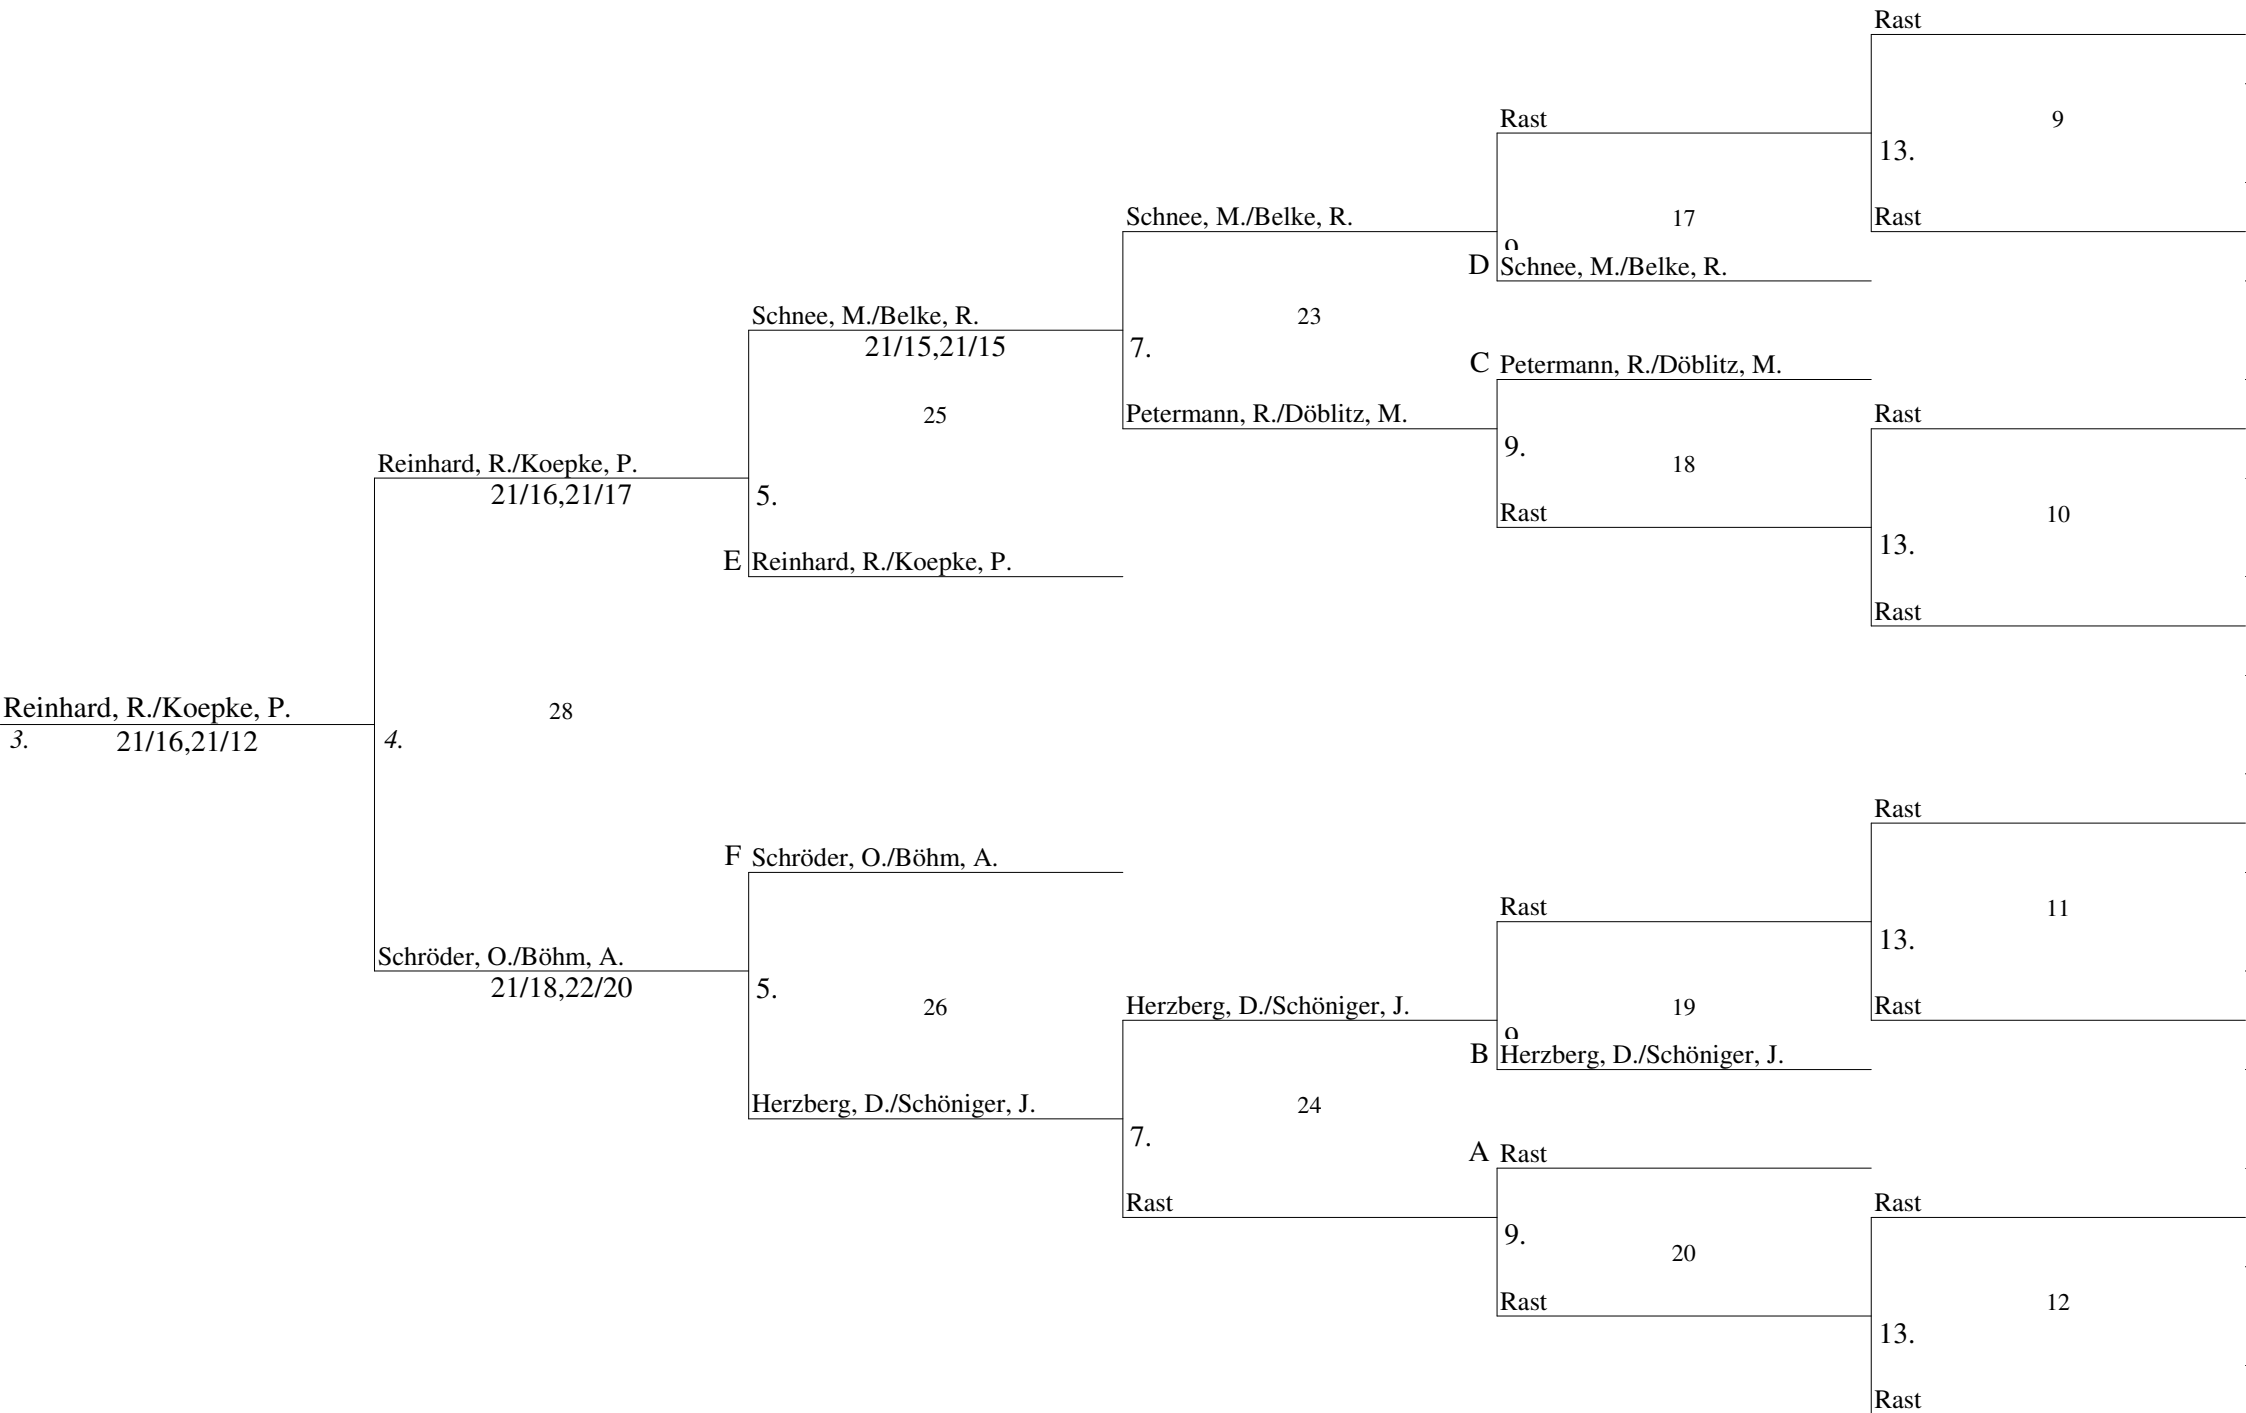 Rast
Rast
9
13.
Schnee, M./Belke, R.
17
Rast
9.
D Schnee, M./Belke, R.
Schnee, M./Belke, R.
23
21/15,21/15
7.
C Petermann, R./Döblitz, M.
25
Petermann, R./Döblitz, M.
Rast
9.
Reinhard, R./Koepke, P.
18
21/16,21/17
5.
Rast
10
13.
E Reinhard, R./Koepke, P.
Rast
Reinhard, R./Koepke, P.
28
3.
21/16,21/12
4.
Rast
F Schröder, O./Böhm, A.
Rast
11
13.
Schröder, O./Böhm, A.
21/18,22/20
5.
26
Herzberg, D./Schöniger, J.
19
Rast
9.
B Herzberg, D./Schöniger, J.
Herzberg, D./Schöniger, J.
24
7.
A Rast
Rast
Rast
9.
20
Rast
12
13.
Rast